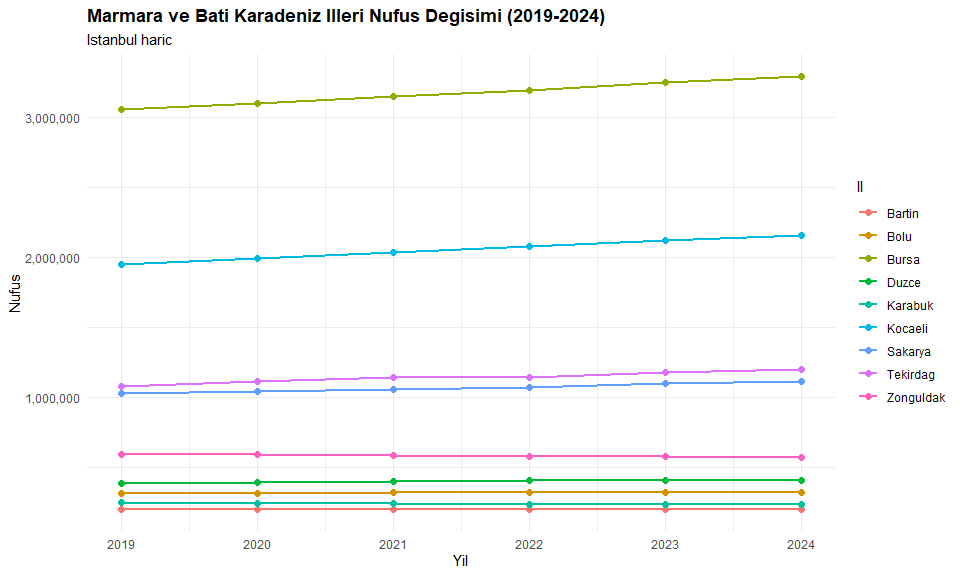 Marmara ve Bati Karadeniz Illeri Nufus Degisimi (2019-2024)
Istanbul haric
3,000,000
2,000,000
1,000,000
Nufus
2019
2020
2021
2022
2023
2024
Yil
Il
Bartin
Bolu
Bursa
Duzce
Karabuk
Kocaeli
Sakarya
Tekirdag
Zonguldak